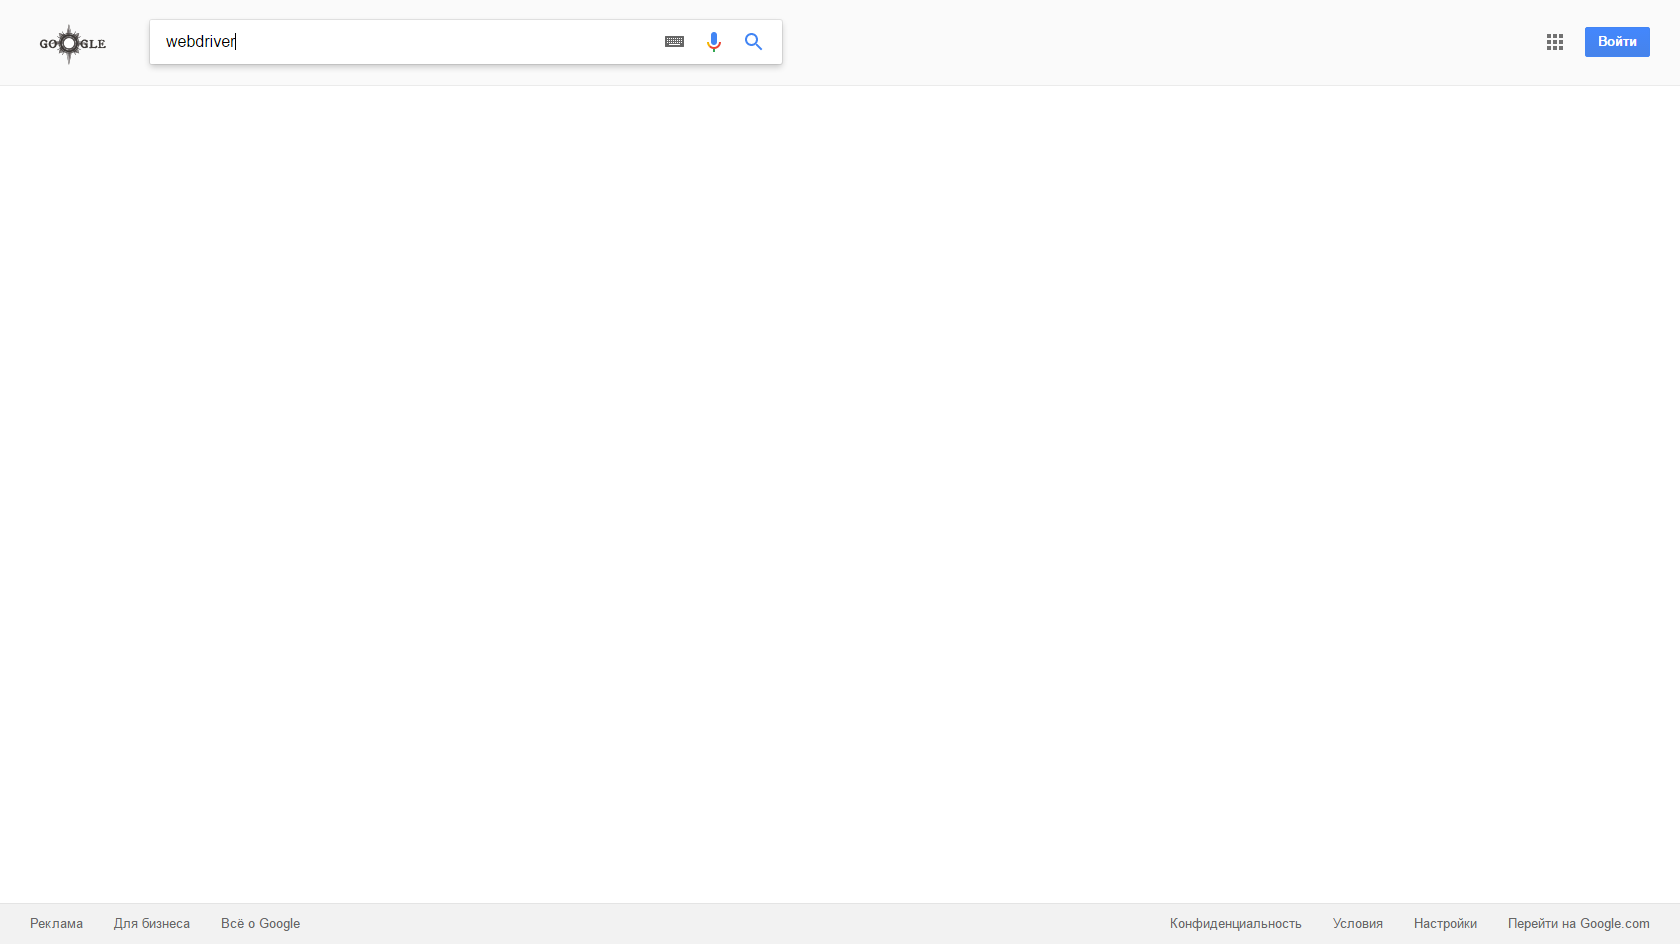 GOOGLE
webdriver
Войти
Реклама Для бизнеса Всё о Google Конфиденциальность Условия Настройки Перейти на Google.com